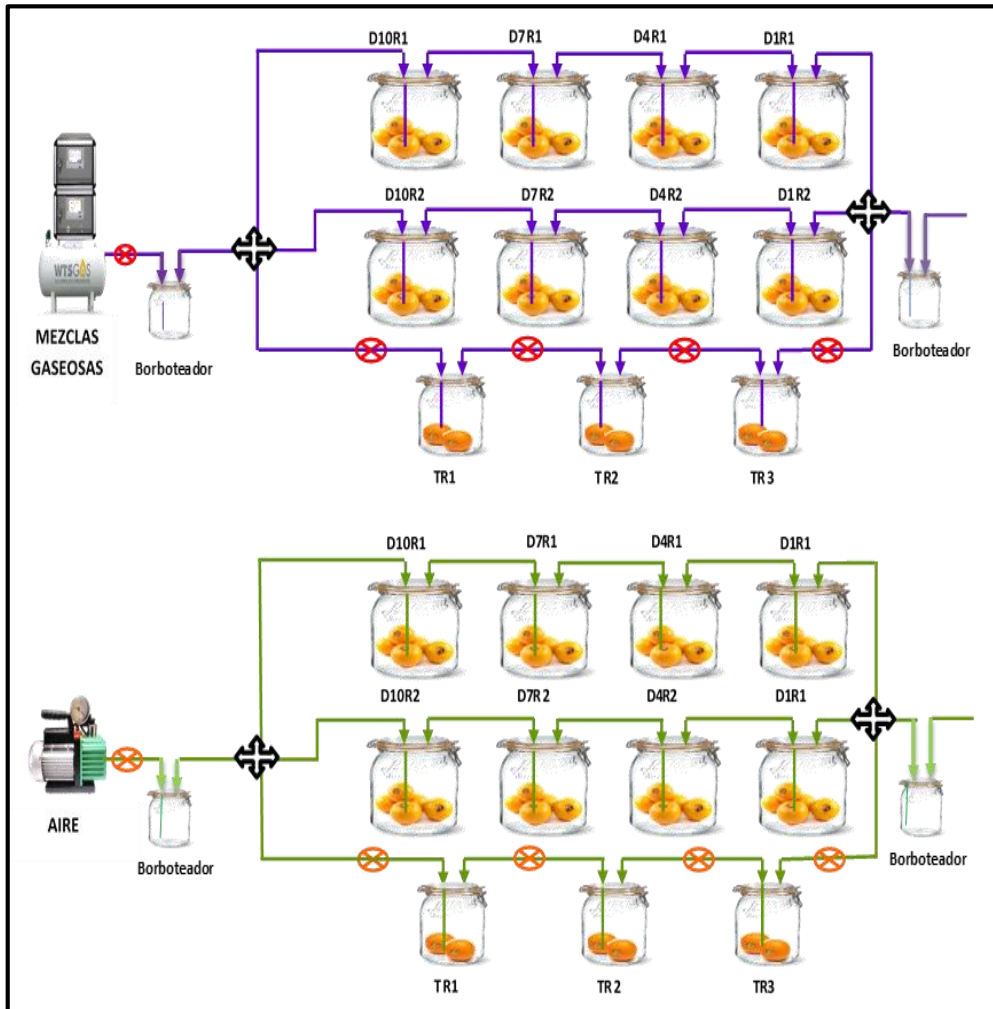 D10R1 D7R1 D4R1 D1R1
D10R2 D7R2 D4R2 D1R2
WTSGAS
MEZCLAS
GASEOSAS
Borboteador
Borboteador
TR1 TR2 TR3
D10R1 D7R1 D4R1 D1R1
D10R2 D7R2 D4R2 D1R1
AIRE
Borboteador
Borboteador
TR1 TR2 TR3